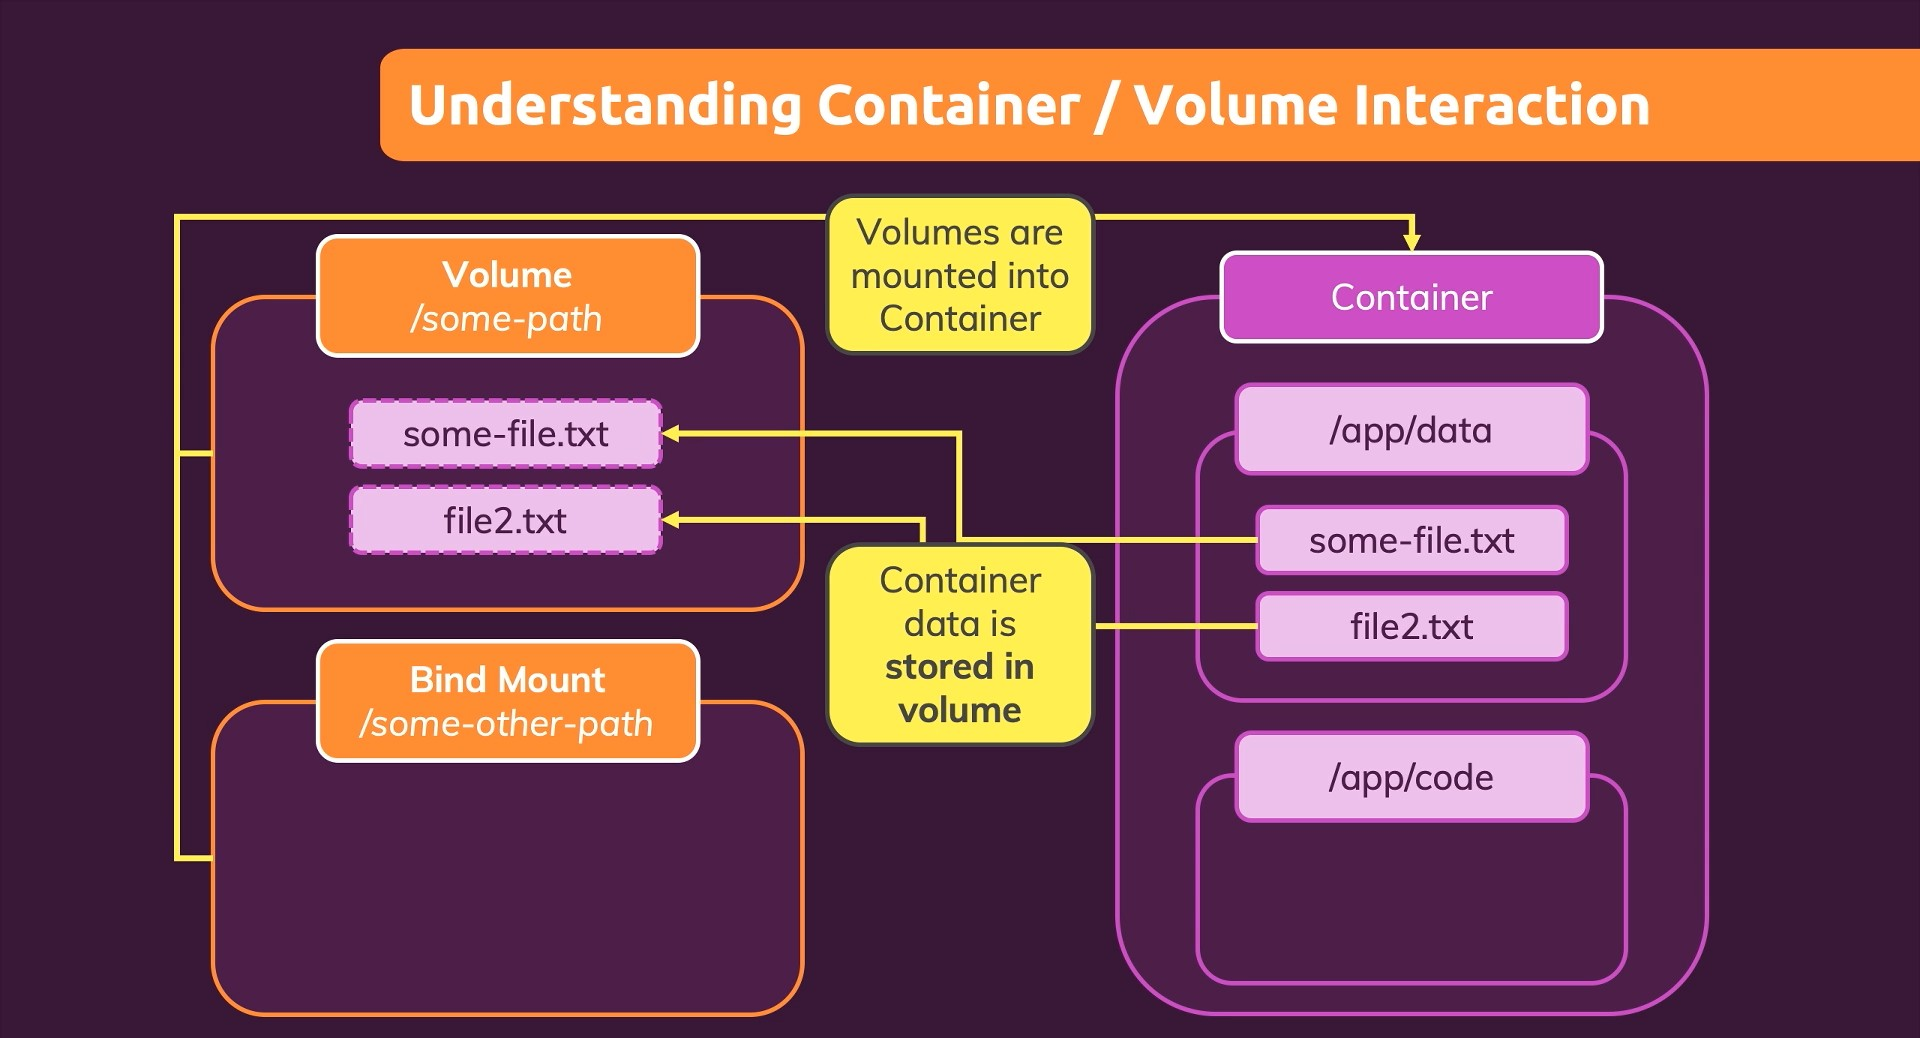 Understanding Container / Volume Interaction
Volumes are
mounted into
Container
Volume
/some-path
some-file.txt
file2.txt
Bind Mount
/some-other-path
Container
data is
stored in
volume
Container
/app/data
some-file.txt
file2.txt
/app/code